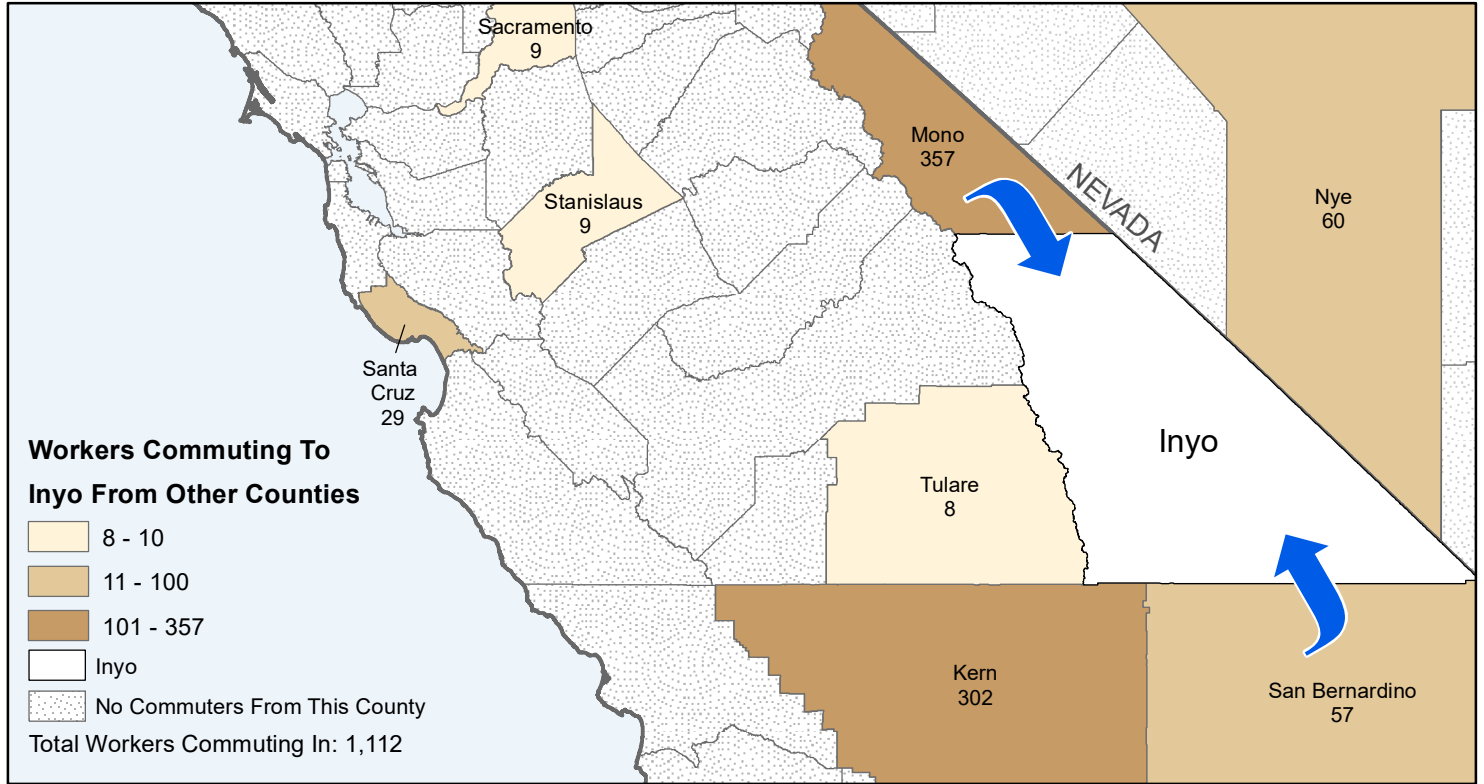 Sacramento
9
Mono
357
NEVADA
Nye
60
Stanislaus
9
Santa
Cruz
29
Inyo
Tulare
8
Kern
302
San Bernardino
57
Workers Commuting To
Inyo From Other Counties
8 - 10
11 - 100
101 - 357
Inyo
No Commuters From This County
Total Workers Commuting In: 1,112